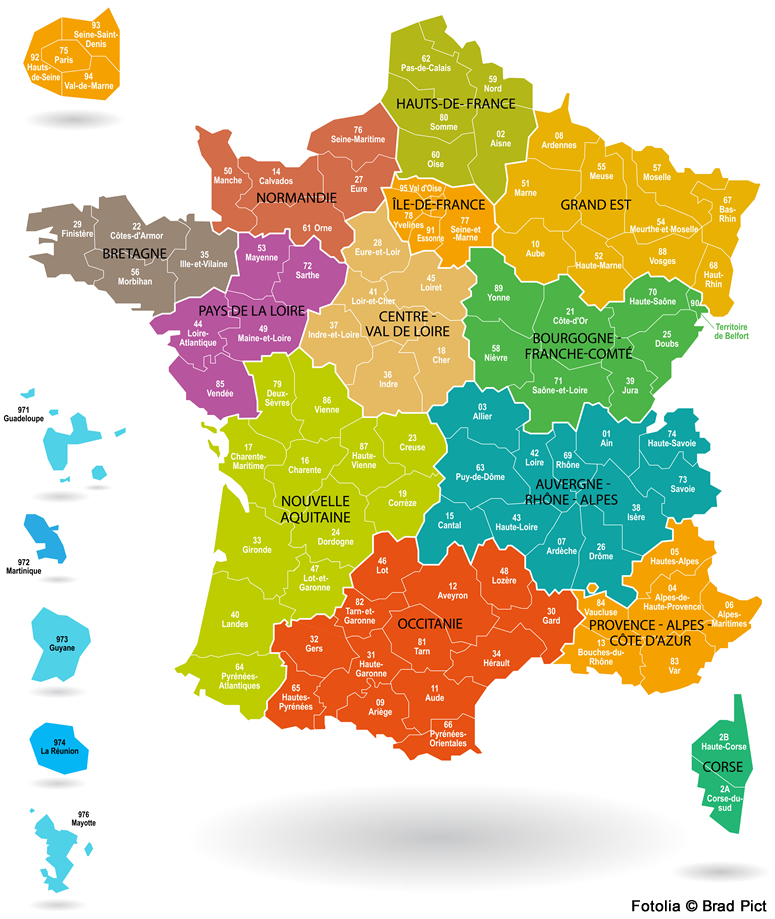 93
Seine-Saint-
Denis
92
Hauts-
de-Seine
75
Paris
94
Val-de-Marne
62
Pas-de-Calais
59
Nord
HAUTS-DE-FRANCE
80
Somme
02
Aisne
60
Oise
76
Seine-Maritime
50
Manche
14
Calvados
27
Eure
NORMANDIE
61 Orne
95 Val d'Oise
ÎLE-DE-FRANCE
78
Yvelines
91
Essonne
77
Seine-et
et-Marne
08
Ardennes
51
Marne
55
Meuse
57
Moselle
67
Bas-
Rhin
GRAND EST
54
Meurthe-et-Moselle
10
Aube
52
Haute-Marne
88
Vosges
68
Haut-
Rhin
29
Finistère
22
Côtes-d'Armor
35
Ille-et-Vilaine
BRETAGNE
56
Morbihan
53
Mayenne
72
Sarthe
PAYS DE LA LOIRE
44
Loire-
Atlantique
49
Maine-et-Loire
85
Vendée
28
Eure-et-Loir
45
Loiret
41
Loir-et-Cher
CENTRE -
VAL DE LOIRE
37
Indre-et-Loire
18
Cher
36
Indre
89
Yonne
21
Côte-d'Or
70
Haute-Saône
90
Territoire
de Belfort
BOURGOGNE -
FRANCHE-COMTÉ
25
Doubs
58
Nièvre
71
Saône-et-Loire
39
Jura
79
Deux-
Sèvres
86
Vienne
17
Charente-
Maritime
16
Charente
87
Haute-
Vienne
23
Creuse
19
Corrèze
NOUVELLE
AQUITAINE
33
Gironde
24
Dordogne
47
Lot-et-
Garonne
40
Landes
64
Pyrénées-
Atlantiques
03
Allier
63
Puy-de-Dôme
42
Loire
69
Rhône
01
Ain
74
Haute-Savoie
73
Savoie
AUVERGNE -
RHÔNE - ALPES
15
Cantal
43
Haute-Loire
38
Isère
07
Ardèche
26
Drôme
46
Lot
12
Aveyron
48
Lozère
82
Tarn-et-
Garonne
OCCITANIE
30
Gard
32
Gers
31
Haute-
Garonne
81
Tarn
34
Hérault
65
Hautes-
Pyrénées
09
Ariège
11
Aude
66
Pyrénées-
Orientales
05
Hautes-Alpes
84
Vaucluse
04
Alpes-de-
Haute-Provence
06
Alpes-
Maritimes
PROVENCE - ALPES -
CÔTE D'AZUR
13
Bouches-du-
Rhône
83
Var
2B
Haute-Corse
CORSE
2A
Corse-du-
sud
971
Guadeloupe
972
Martinique
973
Guyane
974
La Réunion
976
Mayotte
Fotolia © Brad Pict